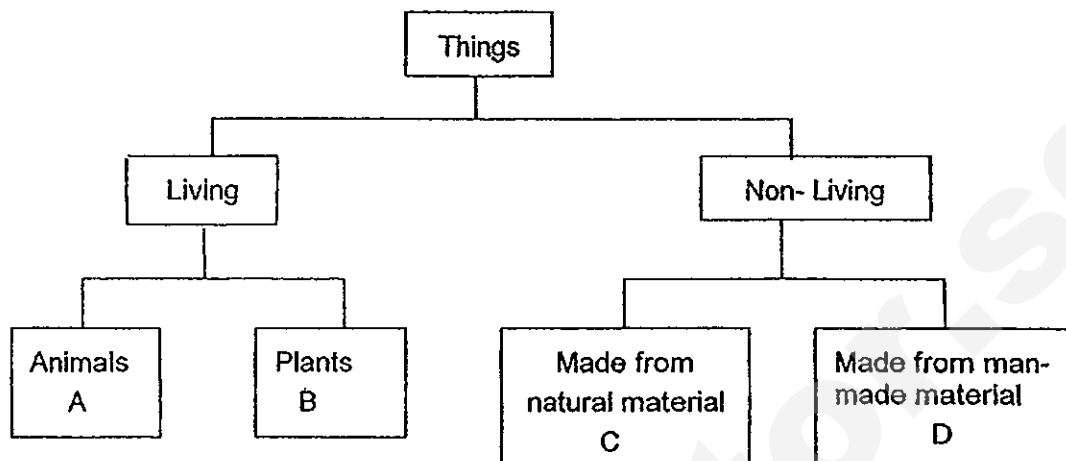 Things
Living
Non- Living
Animals
A
Plants
B
Made from
natural material
C
Made from man-
made material
D